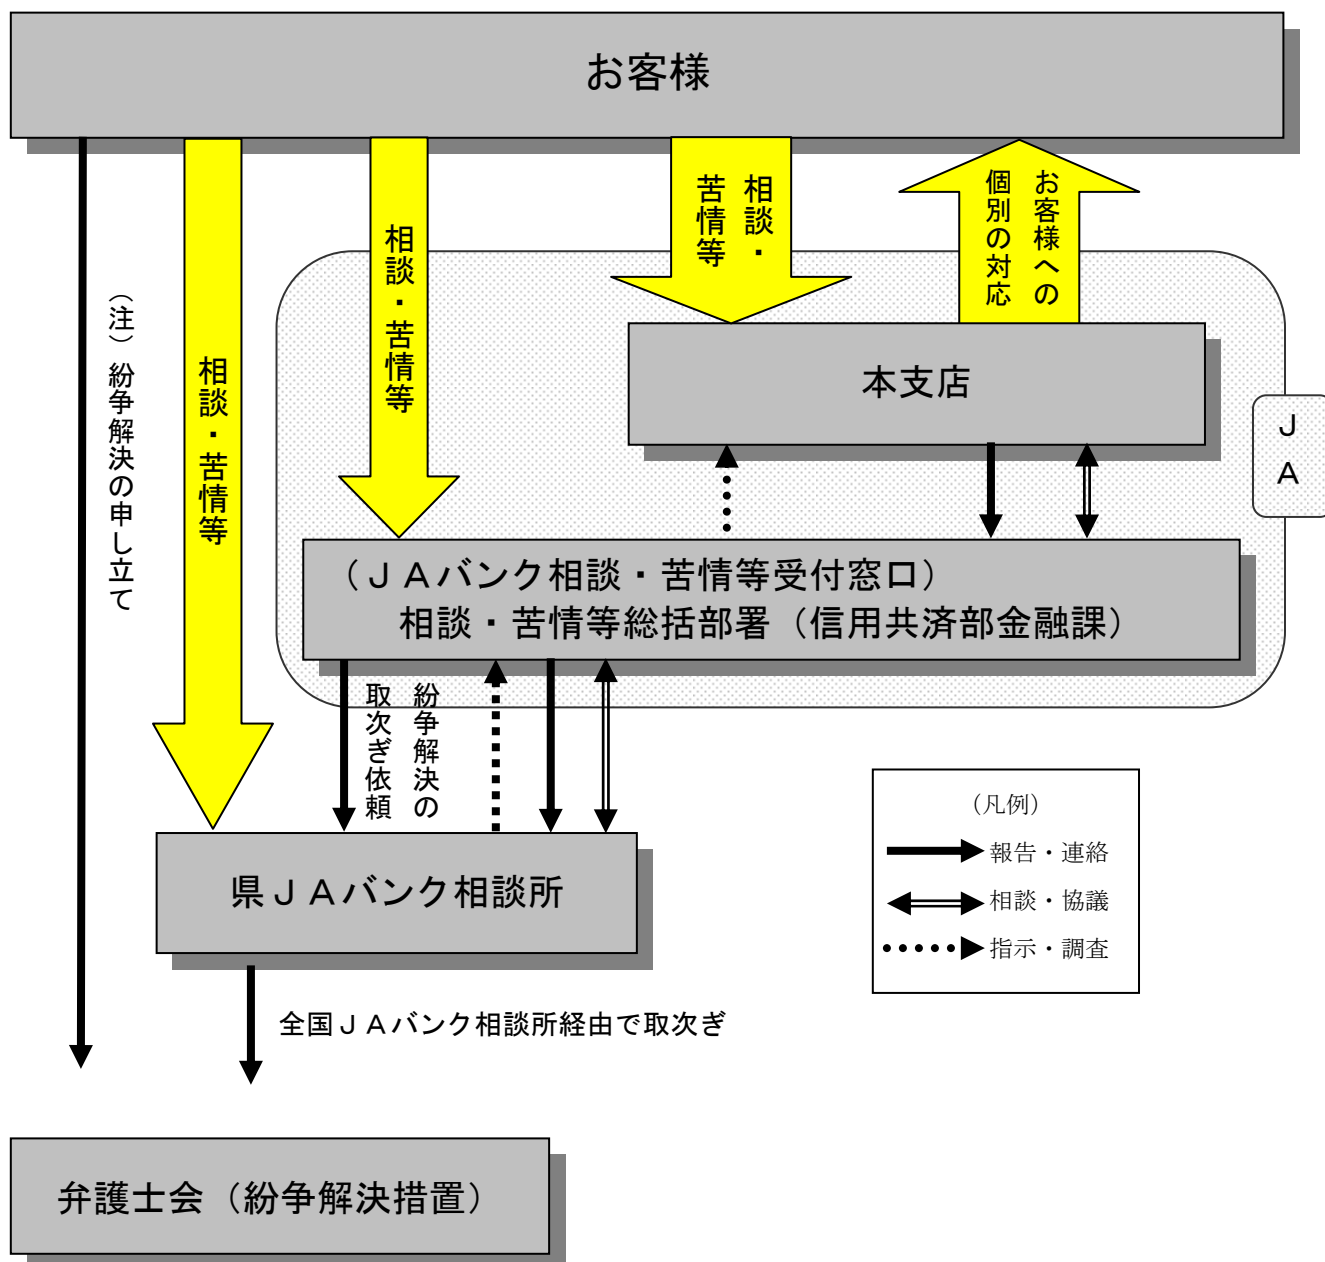 お客様
（注）紛争解決の申し立て
相談・苦情等
相談・苦情等
相談・
苦情等
お客様への
個別の対応
本支店
ＪＡ
（ＪＡバンク相談・苦情等受付窓口）
相談・苦情等総括部署（信用共済部金融課）
紛争解決の
取次ぎ依頼
県ＪＡバンク相談所
（凡例）
報告・連絡
相談・協議
指示・調査
全国ＪＡバンク相談所経由で取次ぎ
弁護士会（紛争解決措置）